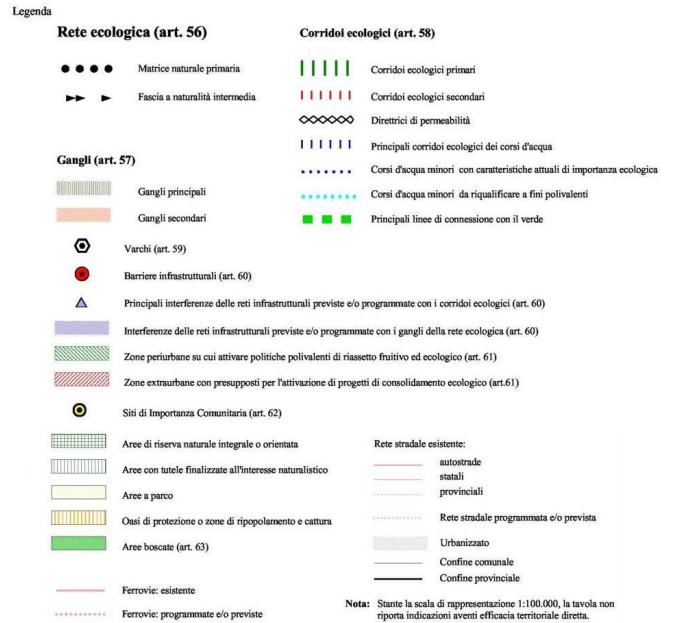 Legenda
Rete ecologica (art. 56)
Matrice naturale primaria
Fascia a naturalità intermedia
Gangli (art. 57)
Gangli principali
Gangli secondari
Corridoi ecologici (art. 58)
Corridoi ecologici primari
Corridoi ecologici secondari
Direttrici di permeabilità
Principali corridoi ecologici dei corsi d'acqua
Corsi d'acqua minori con caratteristiche attuali di importanza ecologica
Corsi d'acqua minori da riqualificare a fini polivalenti
Principali linee di connessione con il verde
Varchi (art. 59)
Barriere infrastrutturali (art. 60)
Principali interferenze delle reti infrastrutturali previste e/o programmate con i corridoi ecologici (art. 60)
Interferenze delle reti infrastrutturali previste e/o programmate con i gangli della rete ecologica (art. 60)
Zone periurbane su cui attivare politiche polivalenti di riassetto fruitivo ed ecologico (art. 61)
Zone extraurbane con presupposti per l'attivazione di progetti di consolidamento ecologico (art.61)
Siti di Importanza Comunitaria (art. 62)
Aree di riserva naturale integrale o orientata
Aree con tutele finalizzate all'interesse naturalistico
Aree a parco
Oasi di protezione o zone di ripopolamento e cattura
Aree boscate (art. 63)
Ferrovie: esistente
Ferrovie: programmate e/o previste
Rete stradale esistente:
autostrade
statali
provinciali
Rete stradale programmata e/o prevista
Urbanizzato
Confine comunale
Confine provinciale
Nota: Stante la scala di rappresentazione 1:100.000, la tavola non
riporta indicazioni aventi efficacia territoriale diretta.